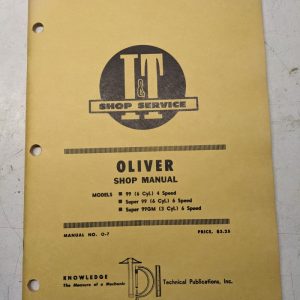 I&T
SHOP SERVICE
OLIVER
SHOP MANUAL
MODELS ■ 99 (6 Cyl.) 4 Speed
■ Super 99 (6 Cyl.) 6 Speed
■ Super 99GM (3 Cyl.) 6 Speed
MANUAL NO. O-7 PRICE, $3.25
KNOWLEDGE
The Measure of a Mechanic
Technical Publications, Inc.